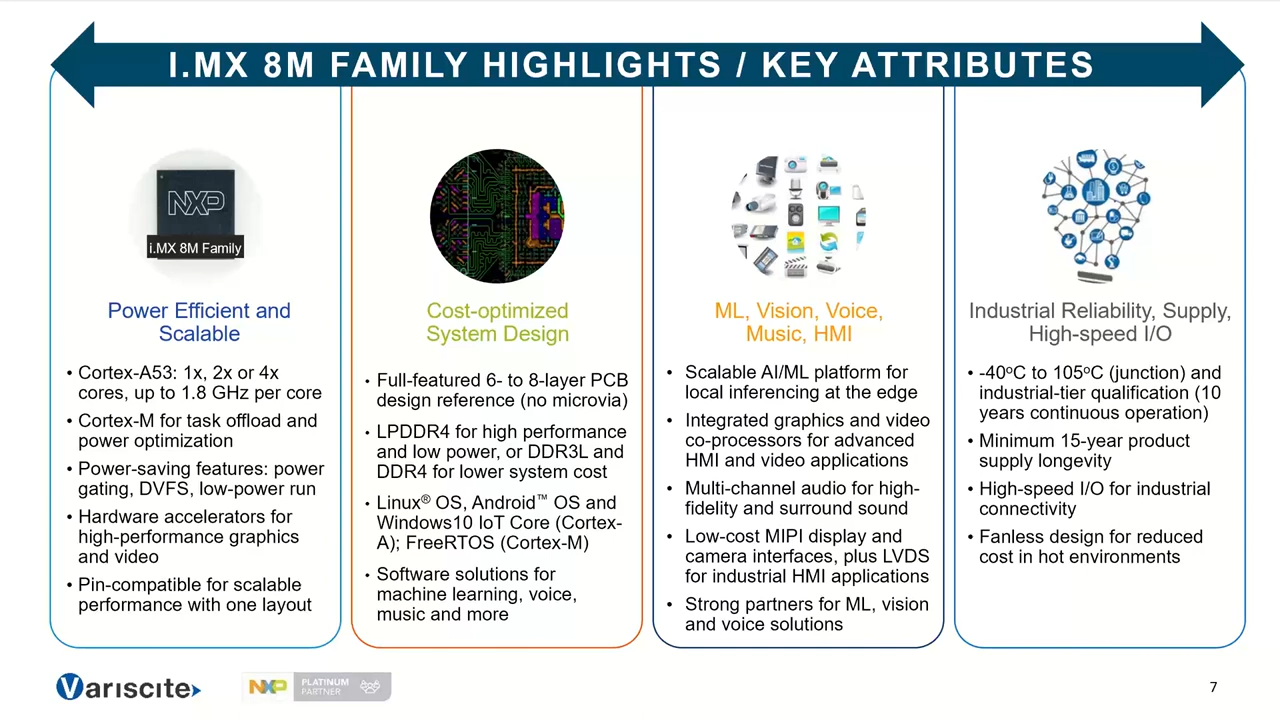 I.MX 8M FAMILY HIGHLIGHTS / KEY ATTRIBUTES
NXP
i.MX 8M Family
Power Efficient and
Scalable
• Cortex-A53: 1x, 2x or 4x
cores, up to 1.8 GHz per core
• Cortex-M for task offload and
power optimization
• Power-saving features: power
gating, DVFS, low-power run
• Hardware accelerators for
high-performance graphics
and video
• Pin-compatible for scalable
performance with one layout
Cost-optimized
System Design
• Full-featured 6- to 8-layer PCB
design reference (no microvia)
• LPDDR4 for high performance
and low power, or DDR3L and
DDR4 for lower system cost
• Linux® OS, Android™ OS and
Windows10 IoT Core (Cortex-
A); FreeRTOS (Cortex-M)
• Software solutions for
machine learning, voice,
music and more
ML, Vision, Voice,
Music, HMI
• Scalable AI/ML platform for
local inferencing at the edge
• Integrated graphics and video
co-processors for advanced
HMI and video applications
• Multi-channel audio for high-
fidelity and surround sound
• Low-cost MIPI display and
camera interfaces, plus LVDS
for industrial HMI applications
• Strong partners for ML, vision
and voice solutions
Industrial Reliability, Supply,
High-speed I/O
• -40°C to 105°C (junction) and
industrial-tier qualification (10
years continuous operation)
• Minimum 15-year product
supply longevity
• High-speed I/O for industrial
connectivity
• Fanless design for reduced
cost in hot environments
Variscite
NXP
PLATINUM
PARTNER
7